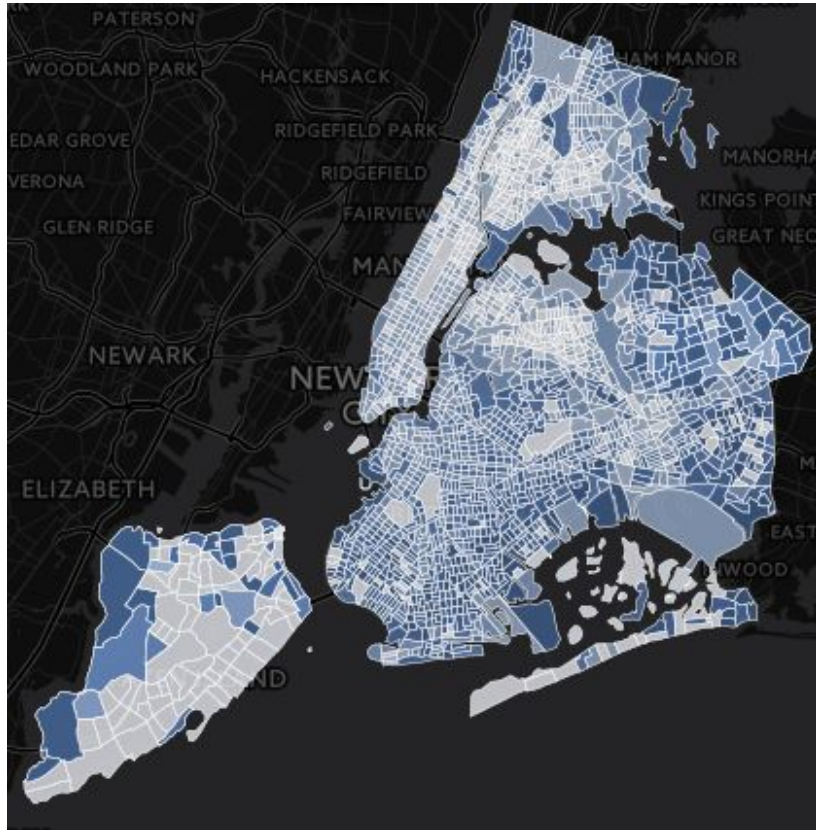 PATERSON
HAM MANOR
WOODLAND PARK
HACKENSACK
EDAR GROVE
RIDGEFIELD PARK
MANORHA
VERONA
RIDGEFIELD
KINGS POINT
FAIRVIEW
GLEN RIDGE
GREAT NEC
MAN
NEWARK
NEW
ELIZABETH
EAST
NWOOD
ND